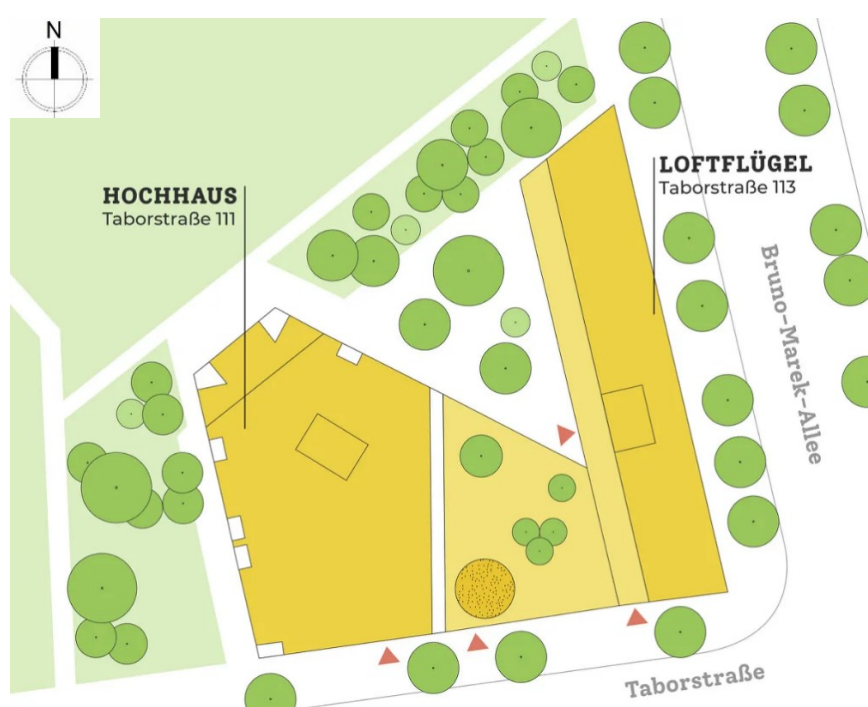 N
HOCHHAUS
Taborstraße 111
LOFTFLÜGEL
Taborstraße 113
Bruno-Marek-Allee
Taborstraße